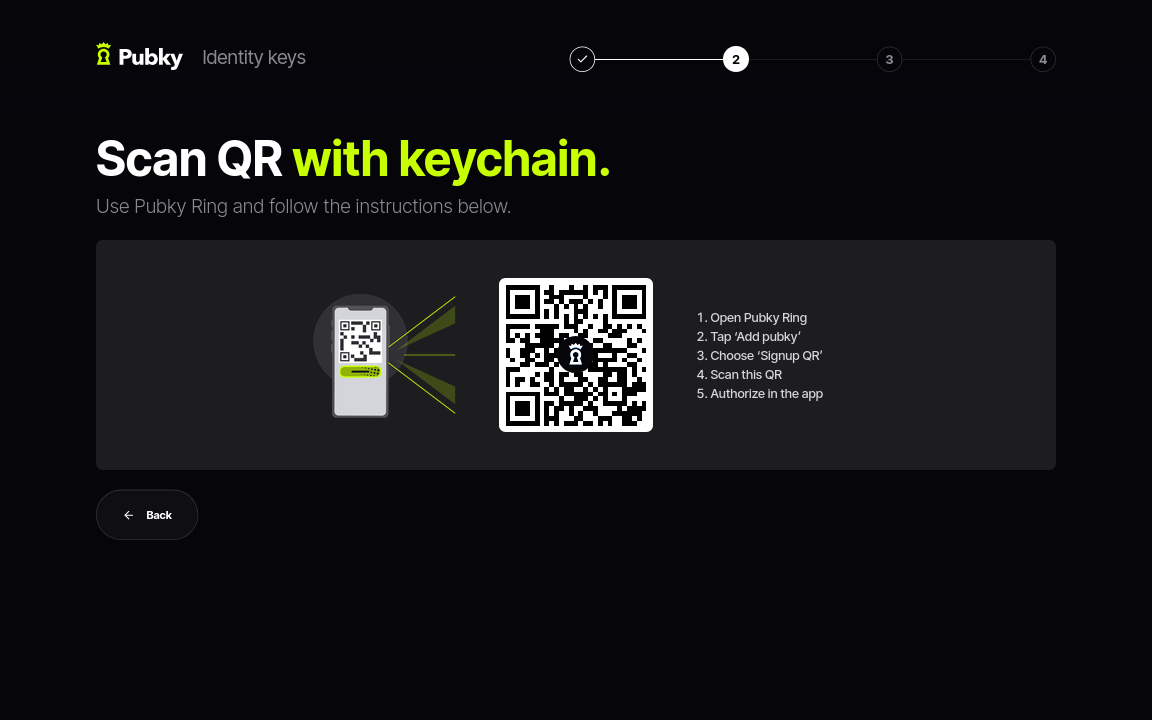 Pubky Identity keys
2 3 4
Scan QR with keychain.
Use Pubky Ring and follow the instructions below.
1. Open Pubky Ring
2. Tap ‘Add pubky’
3. Choose ‘Signup QR’
4. Scan this QR
5. Authorize in the app
Back